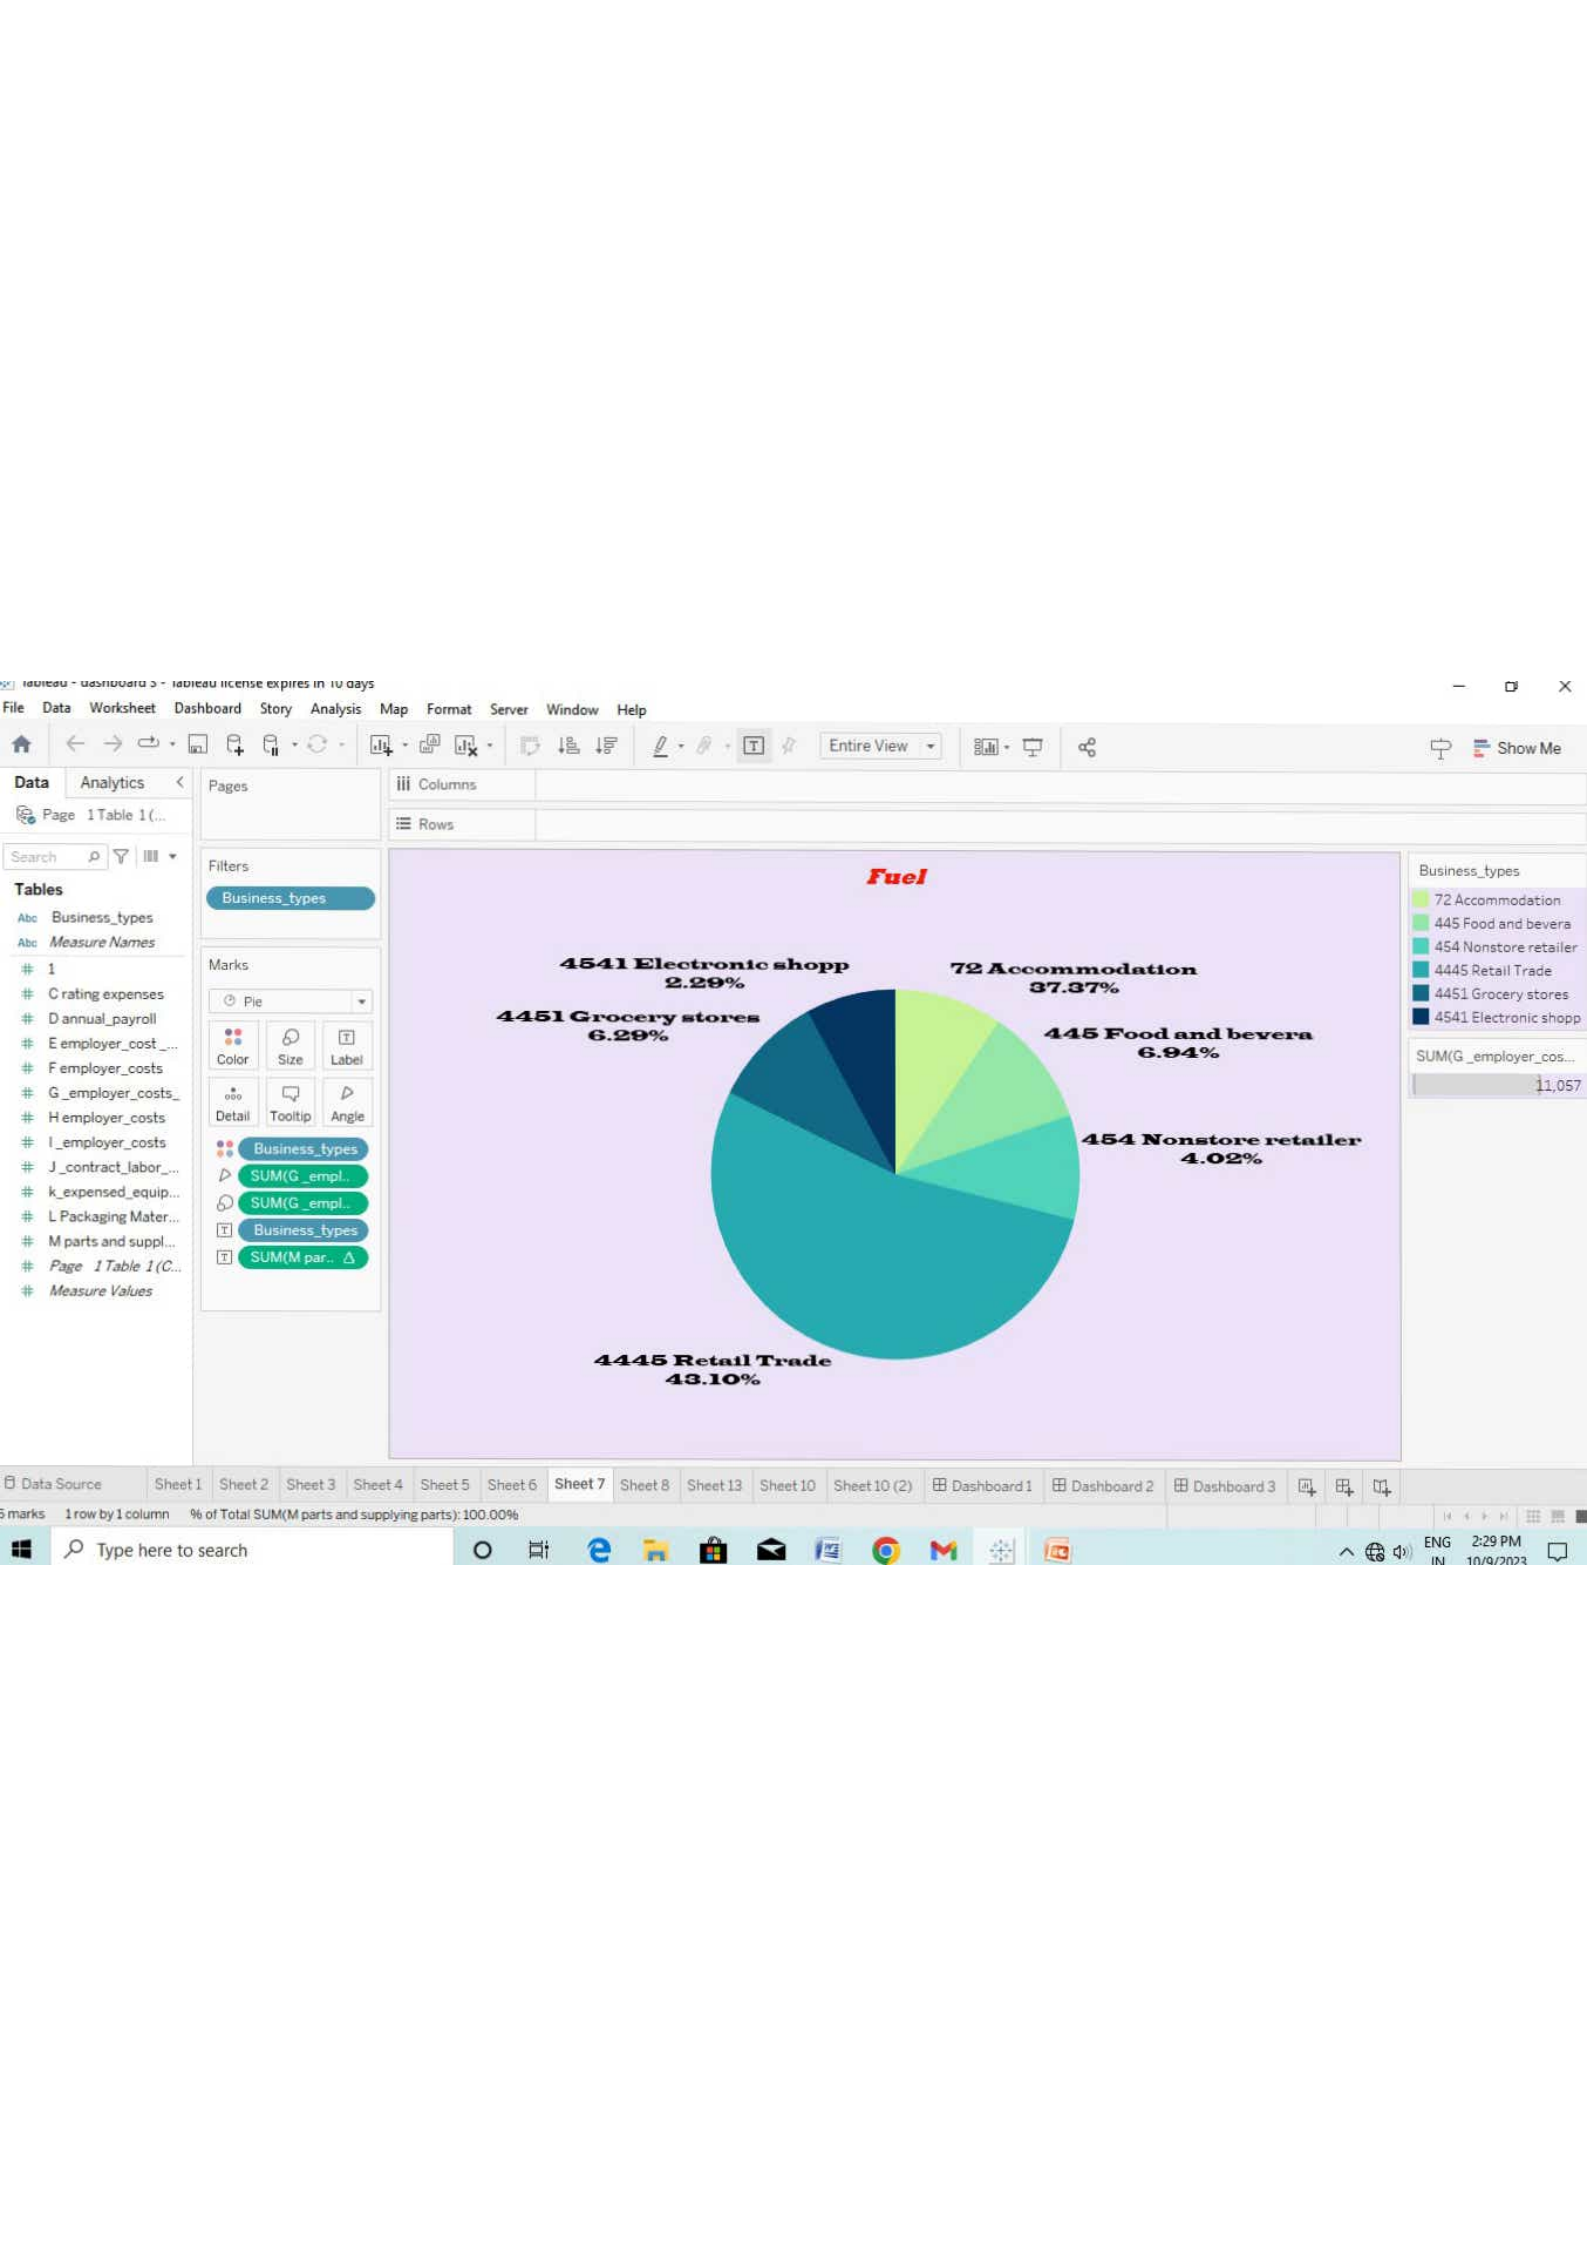 Tableau - dashboard 3 - Tableau license expires in 10 days
File Data Worksheet Dashboard Story Analysis Map Format Server Window Help
Entire View
Show Me
Data Analytics
Pages
Columns
Page 1 Table 1 (...
Rows
Search
Filters
Business_types
Tables
Abc Business_types
Abc Measure Names
# 1
# C rating expenses
# D annual_payroll
# E employer_cost_...
# F employer_costs
# G_employer_costs_
# H employer_costs
# I_employer_costs
# J_contract_labor_...
# k_expensed_equip...
# L Packaging Mater...
# M parts and suppl...
# Page 1 Table 1 (C...
# Measure Values
Marks
Pie
Color Size Label
Detail Tooltip Angle
Business_types
SUM(G_empl..
SUM(G_empl..
Business_types
SUM(M par.. Δ
Fuel
4541 Electronic shopp
2.29%
72 Accommodation
37.37%
4451 Grocery stores
6.29%
445 Food and bevera
6.94%
454 Nonstore retailer
4.02%
4445 Retail Trade
43.10%
Business_types
72 Accommodation
445 Food and bevera
454 Nonstore retailer
4445 Retail Trade
4451 Grocery stores
4541 Electronic shopp
SUM(G_employer_cos...
11,057
Data Source Sheet 1 Sheet 2 Sheet 3 Sheet 4 Sheet 5 Sheet 6 Sheet 7 Sheet 8 Sheet 13 Sheet 10 Sheet 10 (2) Dashboard 1 Dashboard 2 Dashboard 3
6 marks 1 row by 1 column % of Total SUM(M parts and supplying parts): 100.00%
Type here to search
ENG 2:29 PM
IN 10/9/2023